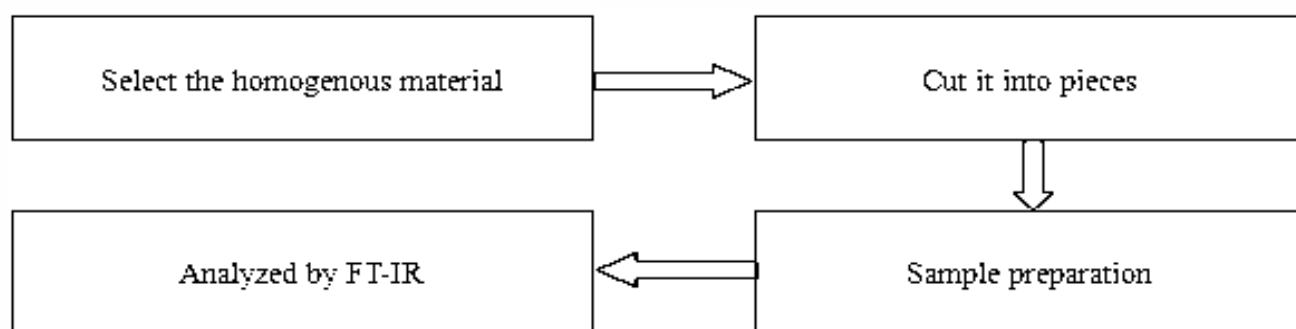 Select the homogenous material
Cut it into pieces
Sample preparation
Analyzed by FT-IR